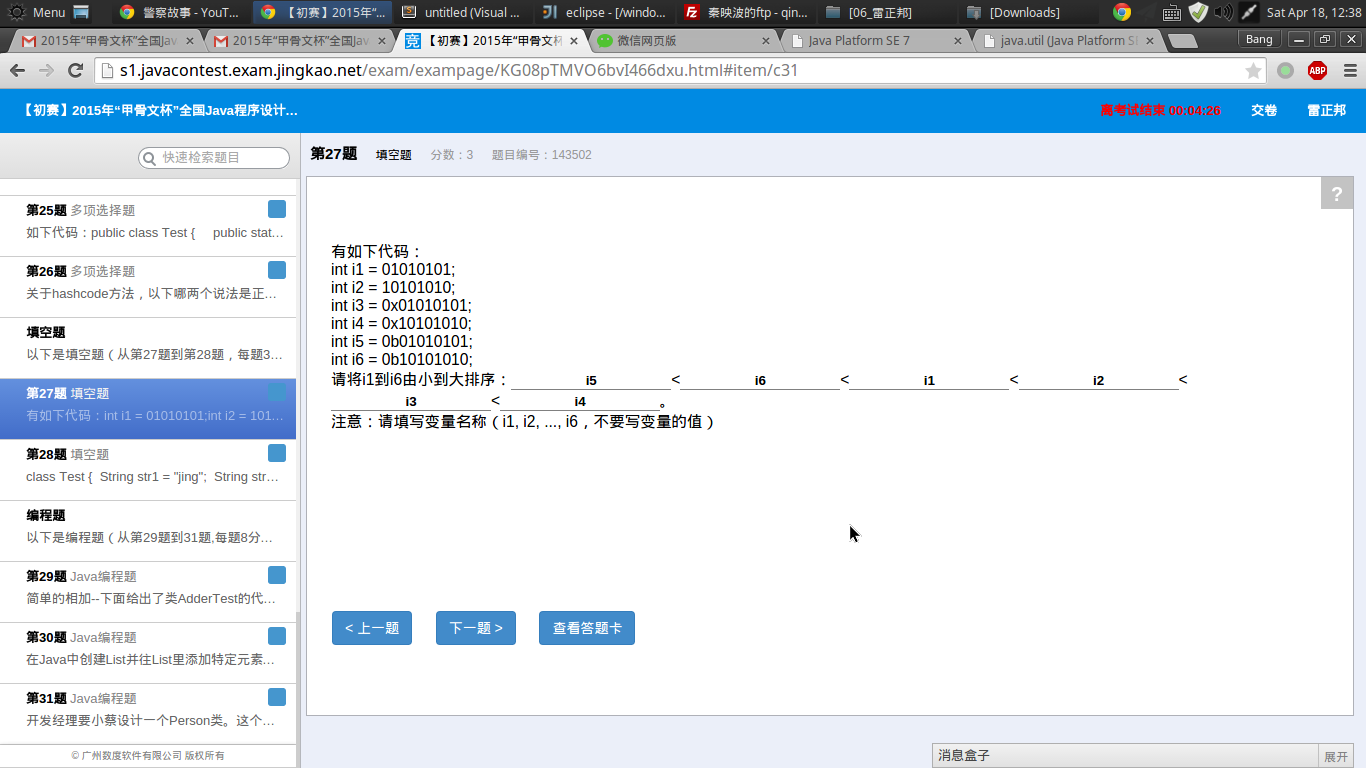 Menu
警察故事 - YouT...
【初赛】2015年“...
untitled (Visual ...
eclipse - [/windo...
秦映波的ftp - qin...
[06_雷正邦]
[Downloads]
Sat Apr 18, 12:38
2015年“甲骨文杯”全国Jav
2015年“甲骨文杯”全国Jav
【初赛】2015年“甲骨文杯
微信网页版
Java Platform SE 7
java.util (Java Platform SE
Bang
s1.javacontest.exam.jingkao.net/exam/exampage/KG08pTMVO6bvI466dxu.html#item/c31
ABP
【初赛】2015年“甲骨文杯”全国Java程序设计…
离考试结束 00:04:26
交卷
雷正邦
快速检索题目
第27题 填空题 分数：3 题目编号：143502
?
第25题 多项选择题
如下代码：public class Test { public stat…
第26题 多项选择题
关于hashcode方法，以下哪两个说法是正…
填空题
以下是填空题（从第27题到第28题，每题3…
第27题 填空题
有如下代码：int i1 = 01010101;int i2 = 101…
第28题 填空题
class Test { String str1 = "jing"; String str…
编程题
以下是编程题（从第29题到31题,每题8分…
第29题 Java编程题
简单的相加--下面给出了类AdderTest的代…
第30题 Java编程题
在Java中创建List并往List里添加特定元素…
第31题 Java编程题
开发经理要小蔡设计一个Person类。这个…
© 广州数度软件有限公司 版权所有
有如下代码：
int i1 = 01010101;
int i2 = 10101010;
int i3 = 0x01010101;
int i4 = 0x10101010;
int i5 = 0b01010101;
int i6 = 0b10101010;
请将i1到i6由小到大排序： i5 < i6 < i1 < i2 <
i3 < i4 。
注意：请填写变量名称（i1, i2, ..., i6，不要写变量的值）
< 上一题
下一题 >
查看答题卡
消息盒子
展开